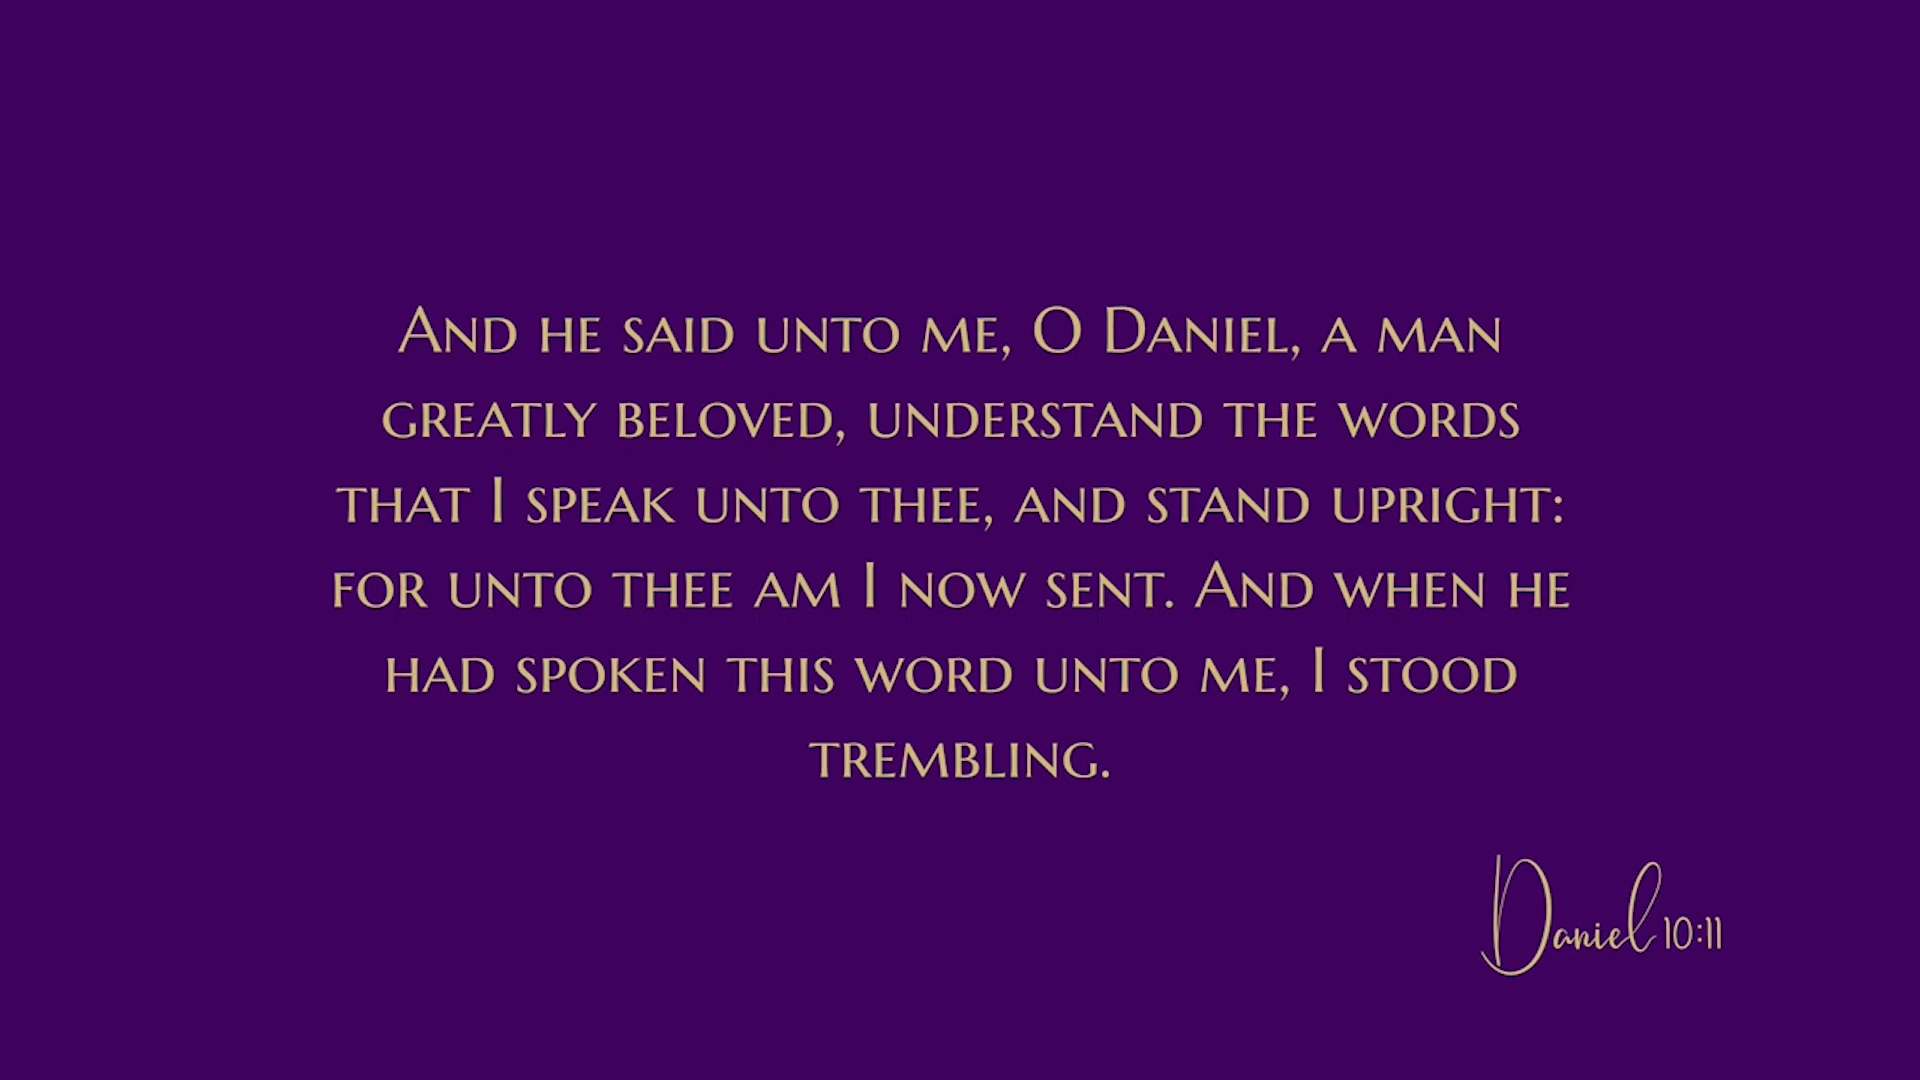 And he said unto me, O Daniel, a man
greatly beloved, understand the words
that I speak unto thee, and stand upright:
for unto thee am I now sent. And when he
had spoken this word unto me, I stood
trembling.
Daniel 10:11